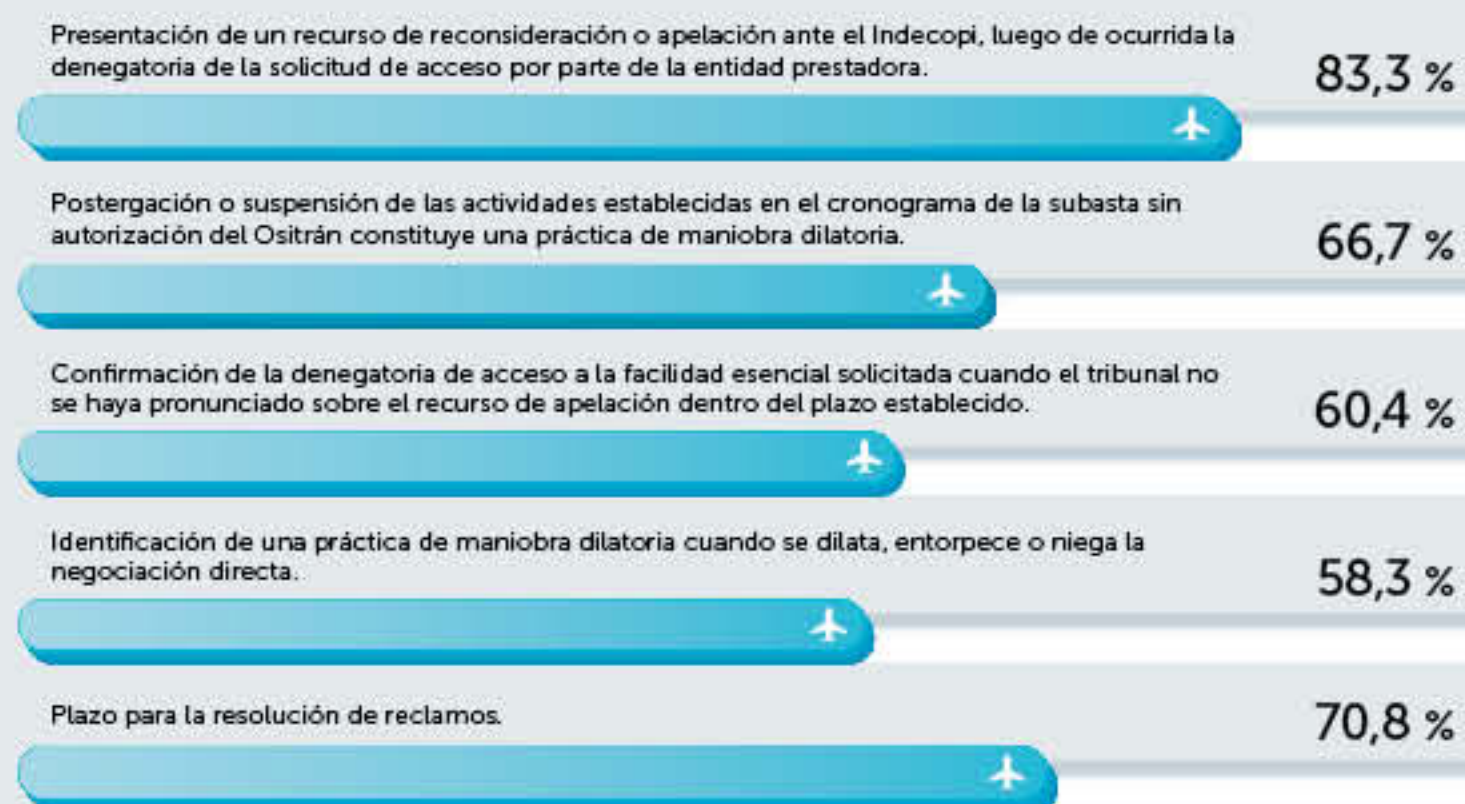 Presentación de un recurso de reconsideración o apelación ante el Indecopi, luego de ocurrida la
denegatoria de la solicitud de acceso por parte de la entidad prestadora.
83,3 %
Postergación o suspensión de las actividades establecidas en el cronograma de la subasta sin
autorización del Ositrán constituye una práctica de maniobra dilatoria.
66,7 %
Confirmación de la denegatoria de acceso a la facilidad esencial solicitada cuando el tribunal no
se haya pronunciado sobre el recurso de apelación dentro del plazo establecido.
60,4 %
Identificación de una práctica de maniobra dilatoria cuando se dilata, entorpece o niega la
negociación directa.
58,3 %
Plazo para la resolución de reclamos.
70,8 %